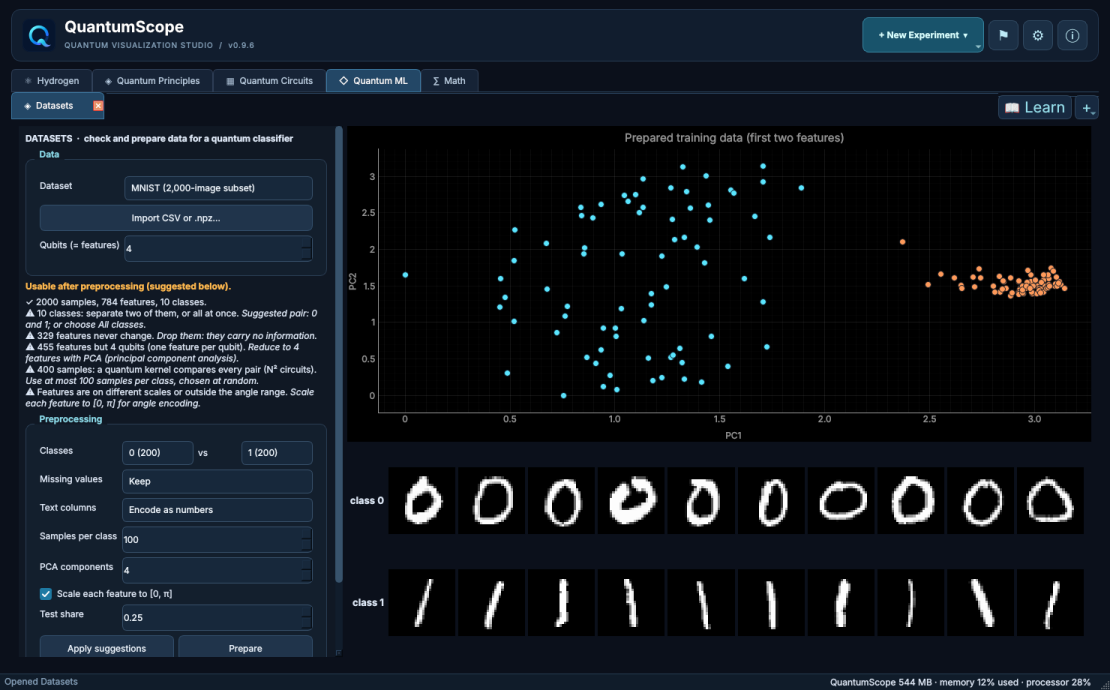 QuantumScope
QUANTUM VISUALIZATION STUDIO / v0.9.6
+ New Experiment ▾
Hydrogen
Quantum Principles
Quantum Circuits
Quantum ML
∑ Math
Datasets
Learn
+
DATASETS · check and prepare data for a quantum classifier
Data
Dataset
MNIST (2,000-image subset)
Import CSV or .npz...
Qubits (= features)
4
Usable after preprocessing (suggested below).
✓ 2000 samples, 784 features, 10 classes.
⚠ 10 classes: separate two of them, or all at once. Suggested pair: 0
and 1; or choose All classes.
⚠ 329 features never change. Drop them: they carry no information.
⚠ 455 features but 4 qubits (one feature per qubit). Reduce to 4
features with PCA (principal component analysis).
⚠ 400 samples: a quantum kernel compares every pair (N² circuits).
Use at most 100 samples per class, chosen at random.
⚠ Features are on different scales or outside the angle range. Scale
each feature to [0, π] for angle encoding.
Preprocessing
Classes
0 (200)
vs
1 (200)
Missing values
Keep
Text columns
Encode as numbers
Samples per class
100
PCA components
4
Scale each feature to [0, π]
Test share
0.25
Apply suggestions
Prepare
Prepared training data (first two features)
PC2
3
2.5
2
1.5
1
0.5
0
0
0.5
1.0
1.5
2.0
2.5
3.0
PC1
class 0
class 1
Opened Datasets
QuantumScope 544 MB · memory 12% used · processor 28%